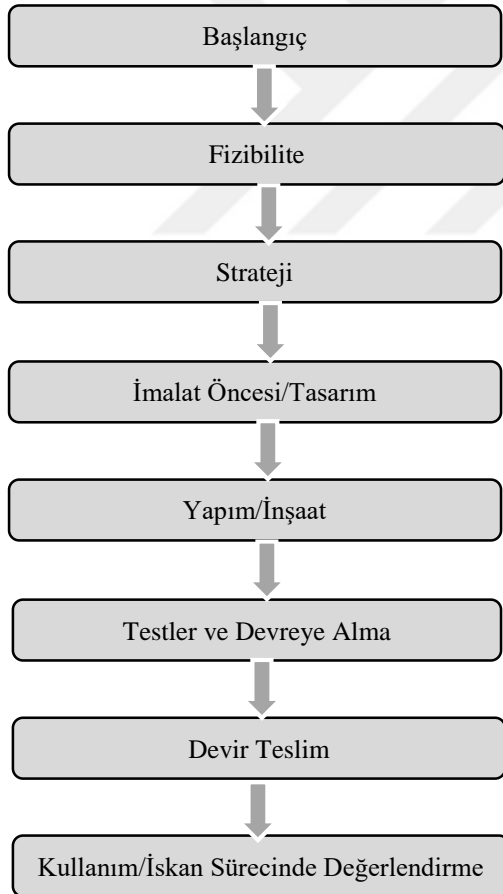 Başlangıç
Fizibilite
Strateji
İmalat Öncesi/Tasarım
Yapım/İnşaat
Testler ve Devreye Alma
Devir Teslim
Kullanım/İskan Sürecinde Değerlendirme